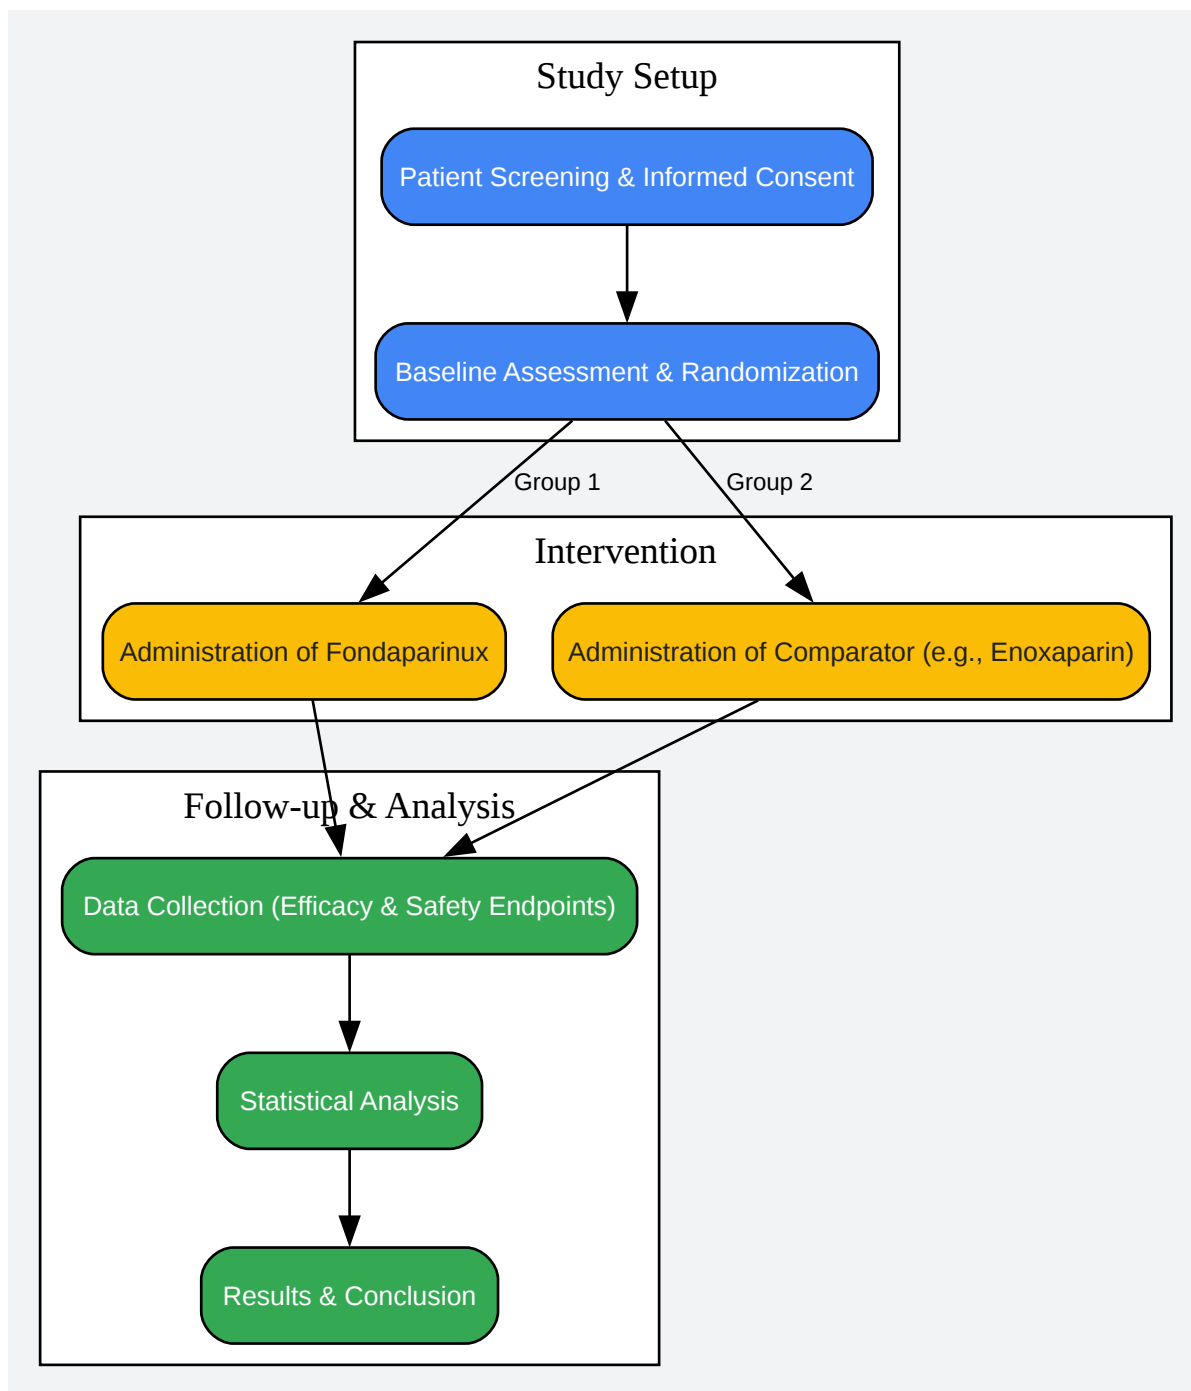 Study Setup
Patient Screening & Informed Consent
Baseline Assessment & Randomization
Group 1
Group 2
Intervention
Administration of Fondaparinux
Administration of Comparator (e.g., Enoxaparin)
Follow-up & Analysis
Data Collection (Efficacy & Safety Endpoints)
Statistical Analysis
Results & Conclusion